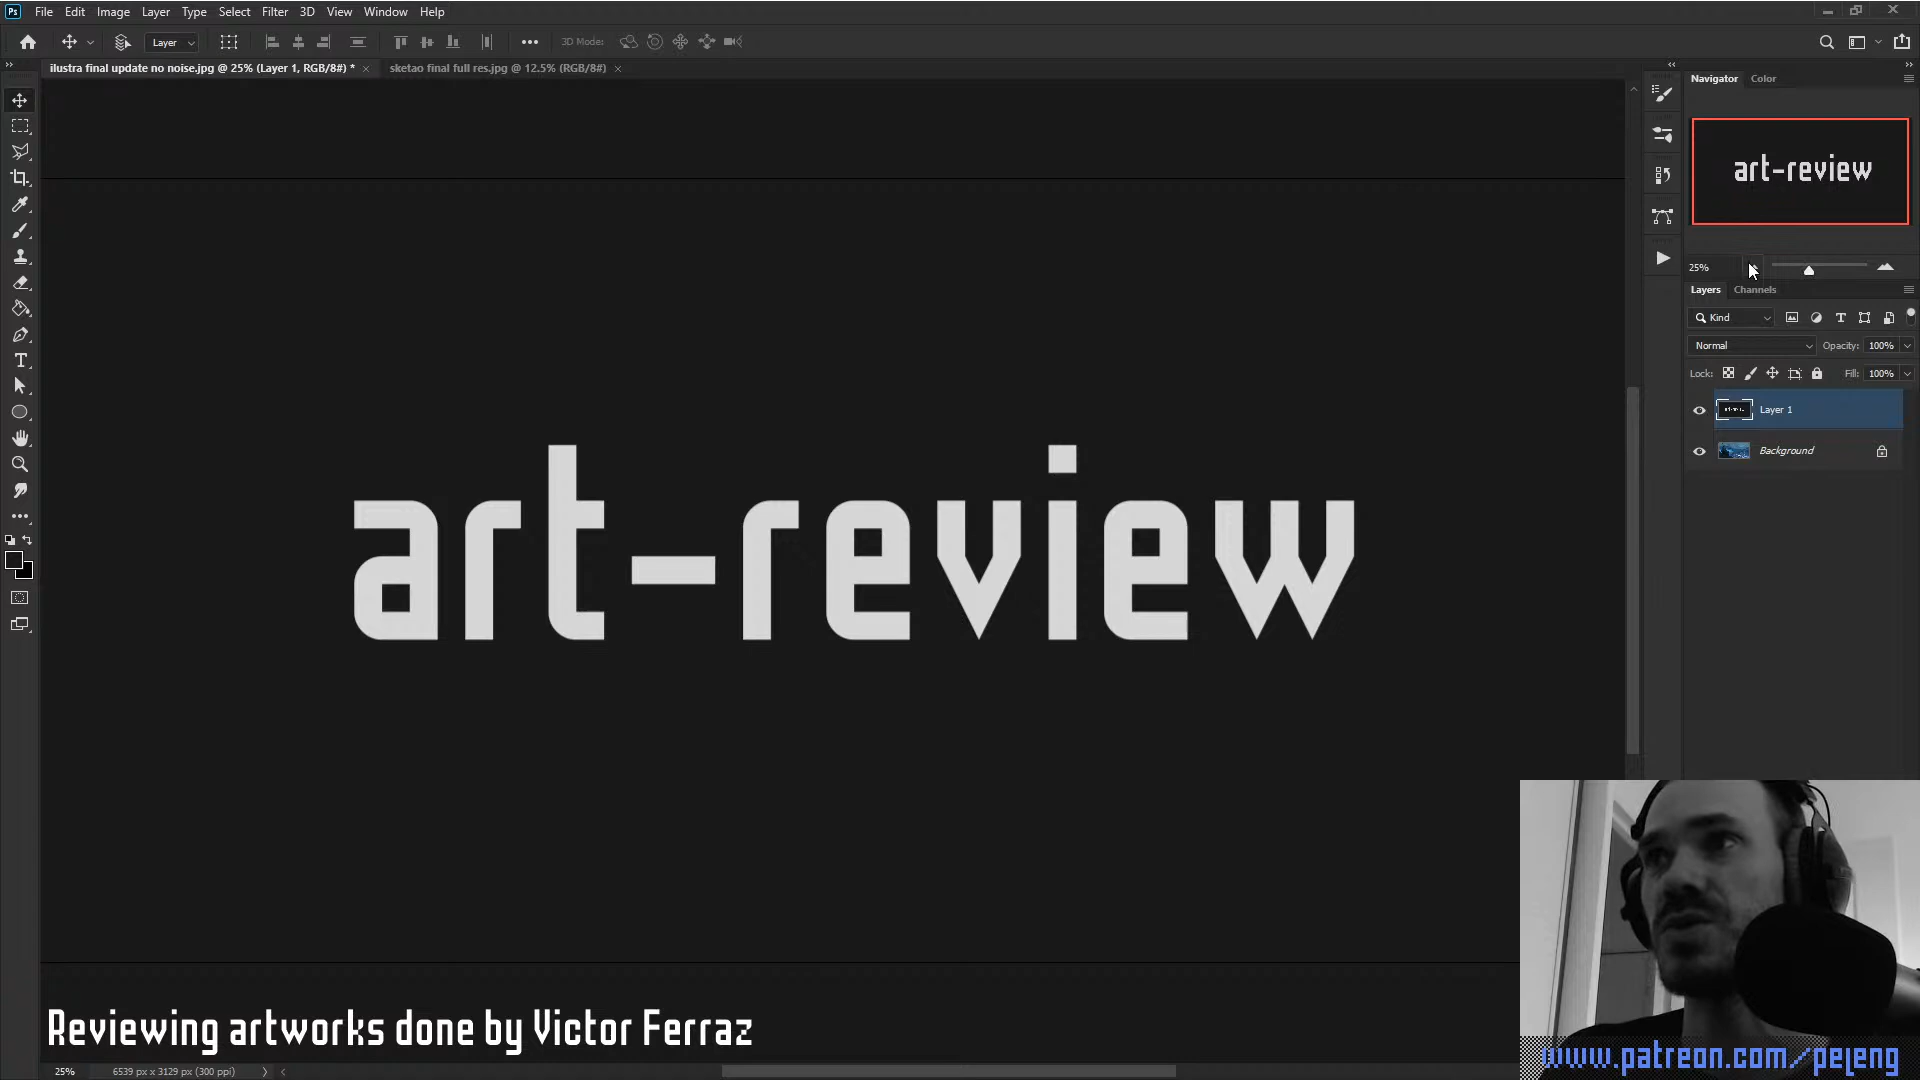 Ps File Edit Image Layer Type Select Filter 3D View Window Help
Layer 3D Mode:
ilustra final update no noise.jpg @ 25% (Layer 1, RGB/8#) * sketao final full res.jpg @ 12.5% (RGB/8#)
Navigator Color
art-review
25%
Layers Channels
Kind
Normal Opacity: 100%
Lock: Fill: 100%
Layer 1
Background
art-review
Reviewing artworks done by Victor Ferraz
www.patreon.com/peleng
25% 6539 px x 3129 px (300 ppi)